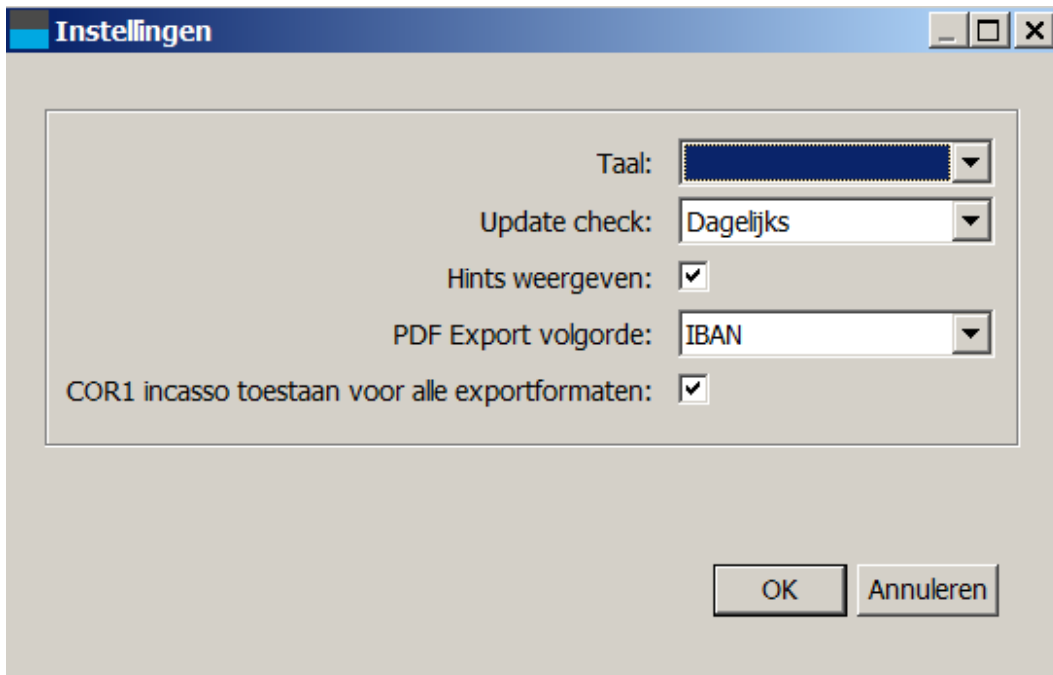 Instellingen
Taal:
Update check: Dagelijks
Hints weergeven:
PDF Export volgorde: IBAN
COR1 incasso toestaan voor alle exportformaten:
OK Annuleren